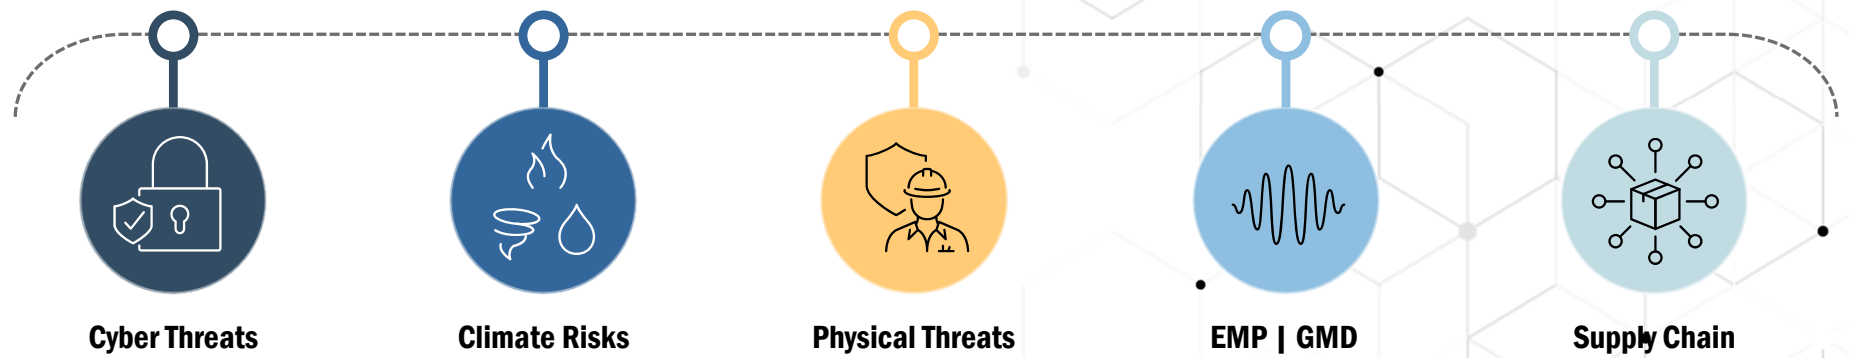 Cyber Threats
Climate Risks
Physical Threats
EMP | GMD
Supply Chain